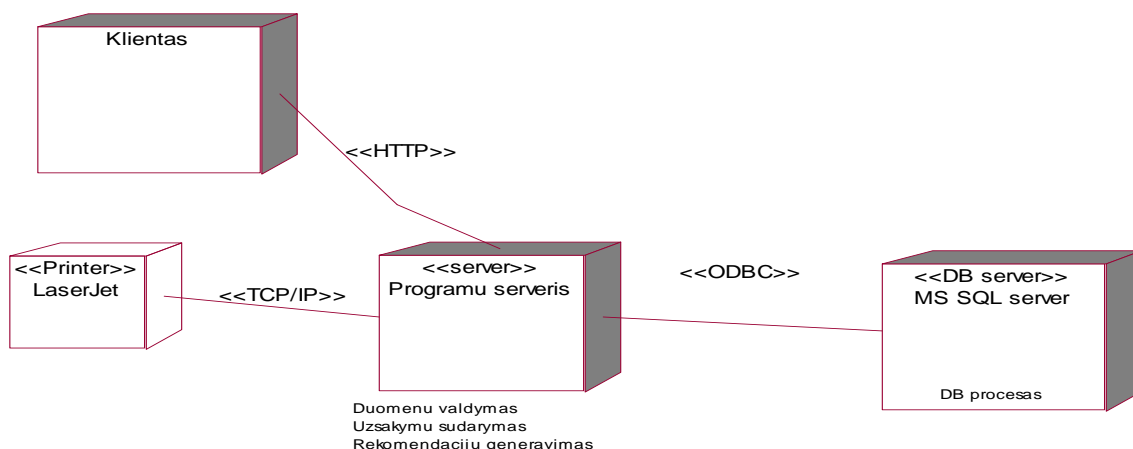 Klientas
<<HTTP>>
<<Printer>>
LaserJet
<<TCP/IP>>
<<server>>
Programu serveris
<<ODBC>>
<<DB server>>
MS SQL server
DB procesas
Duomenu valdymas
Uzsakymu sudarymas
Rekomendaciju generavimas